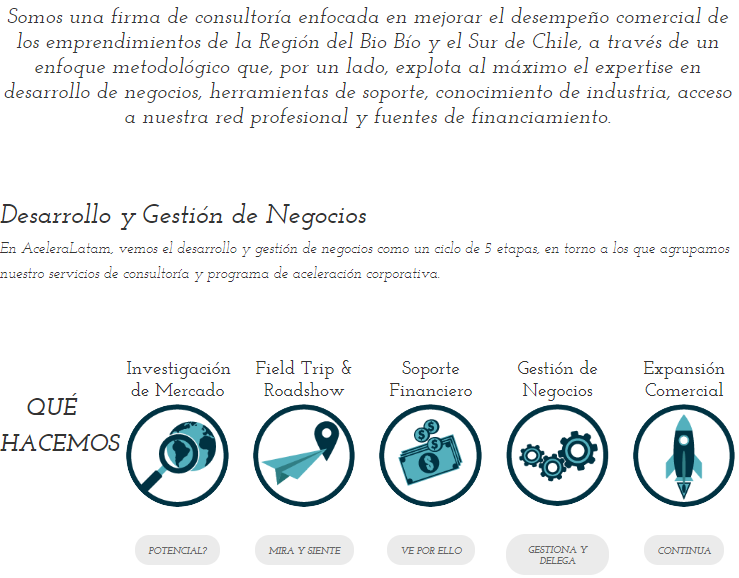 Somos una firma de consultoría enfocada en mejorar el desempeño comercial de
los emprendimientos de la Región del Bio Bío y el Sur de Chile, a través de un
enfoque metodológico que, por un lado, explota al máximo el expertise en
desarrollo de negocios, herramientas de soporte, conocimiento de industria, acceso
a nuestra red profesional y fuentes de financiamiento.
Desarrollo y Gestión de Negocios
En AceleraLatam, vemos el desarrollo y gestión de negocios como un ciclo de 5 etapas, en torno a los que agrupamos
nuestro servicios de consultoría y programa de aceleración corporativa.
QUÉ
HACEMOS
Investigación
de Mercado
POTENCIAL?
Field Trip &
Roadshow
MIRA Y SIENTE
Soporte
Financiero
VE POR ELLO
Gestión de
Negocios
GESTIONA Y
DELEGA
Expansión
Comercial
CONTINUA